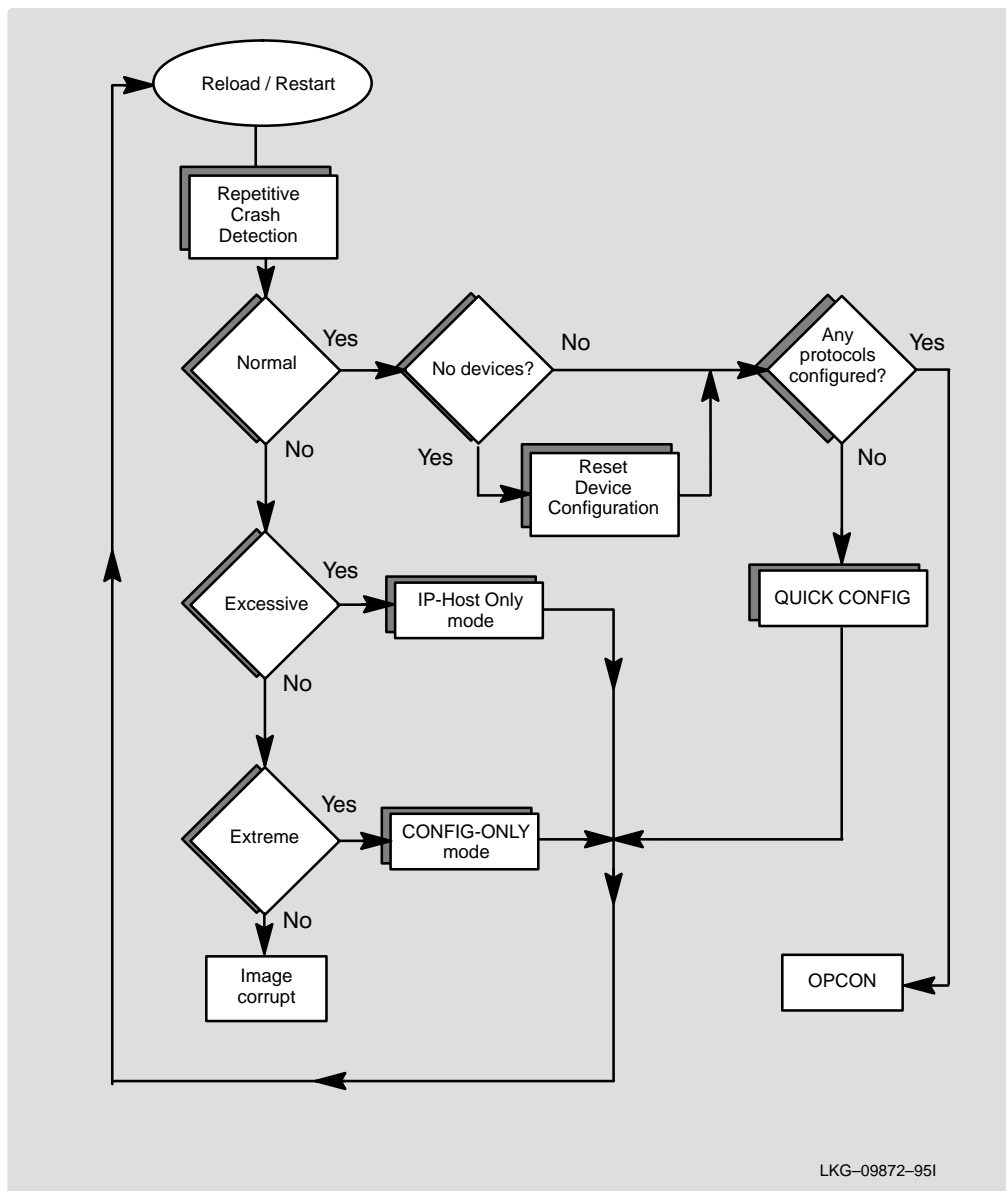 Reload / Restart
Repetitive
Crash
Detection
Normal
Yes
No devices?
No
Any
protocols
configured?
Yes
No
Yes
Reset
Device
Configuration
No
Excessive
Yes
IP-Host Only
mode
QUICK CONFIG
No
Extreme
Yes
CONFIG-ONLY
mode
No
Image
corrupt
OPCON
LKG–09872–95I